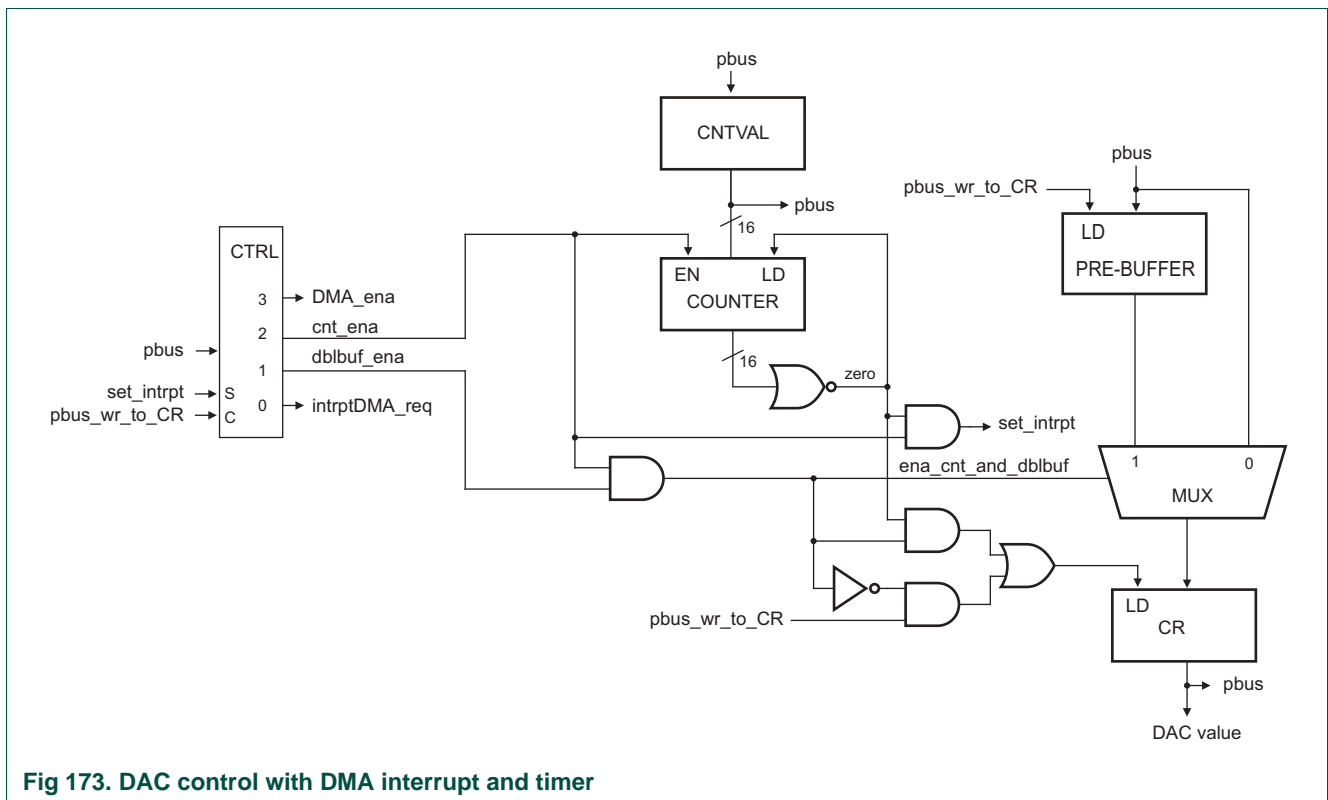 pbus
CNTVAL
pbus
pbus_wr_to_CR
pbus
16
LD
PRE-BUFFER
CTRL
EN LD
COUNTER
3 DMA_ena
2 cnt_ena
1 dblbuf_ena
pbus
set_intrpt S
pbus_wr_to_CR C
0 intrptDMA_req
16
zero
set_intrpt
ena_cnt_and_dblbuf
1 0
MUX
pbus_wr_to_CR
LD
CR
pbus
DAC value
Fig 173. DAC control with DMA interrupt and timer